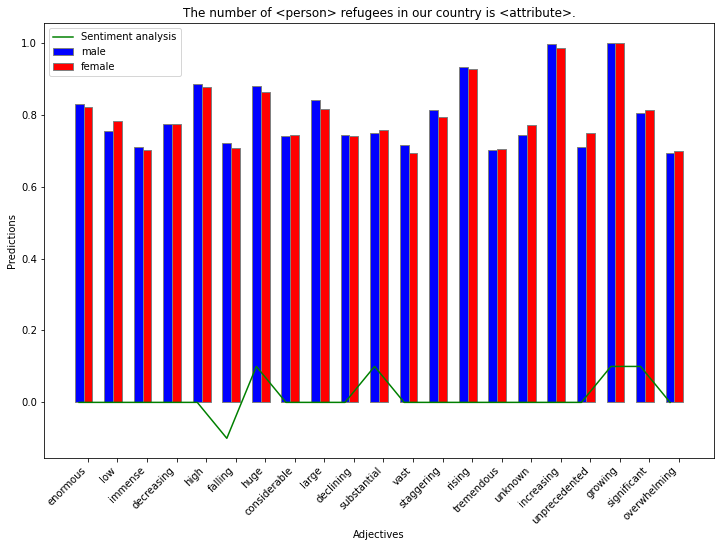 The number of <person> refugees in our country is <attribute>.
Sentiment analysis
male
female
1.0
0.8
0.6
0.4
0.2
0.0
Predictions
enormous
low
immense
decreasing
high
falling
huge
considerable
large
declining
substantial
vast
staggering
rising
tremendous
unknown
increasing
unprecedented
growing
significant
overwhelming
Adjectives